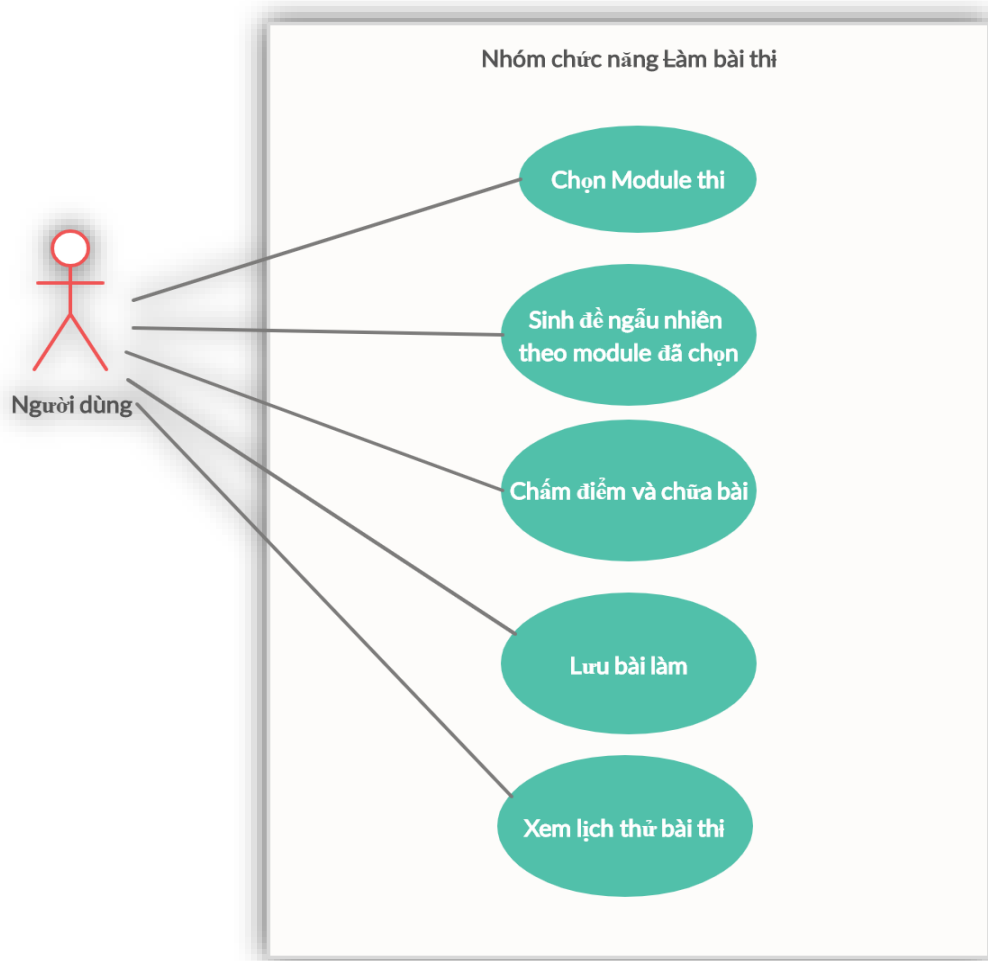 Nhóm chức năng Làm bài thi
Chọn Module thi
Sinh đề ngẫu nhiên
theo module đã chọn
Người dùng
Chấm điểm và chữa bài
Lưu bài làm
Xem lịch thử bài thi